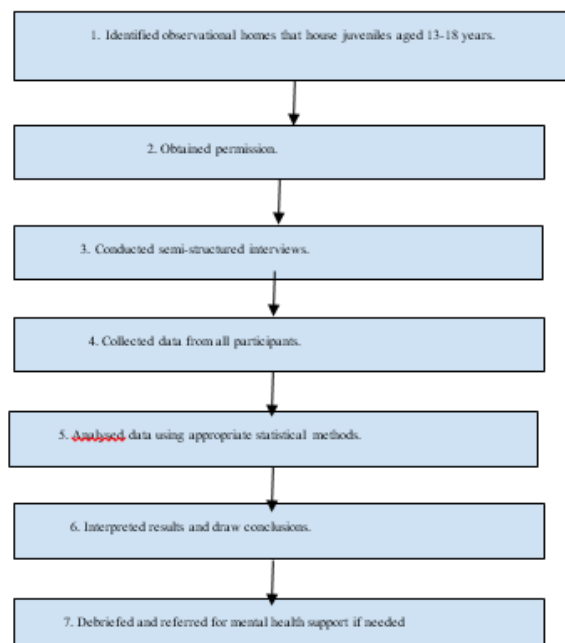 1. Identified observational homes that house juveniles aged 13-18 years.
2. Obtained permission.
3. Conducted semi-structured interviews.
4. Collected data from all participants.
5. Analysed data using appropriate statistical methods.
6. Interpreted results and draw conclusions.
7. Debriefed and referred for mental health support if needed